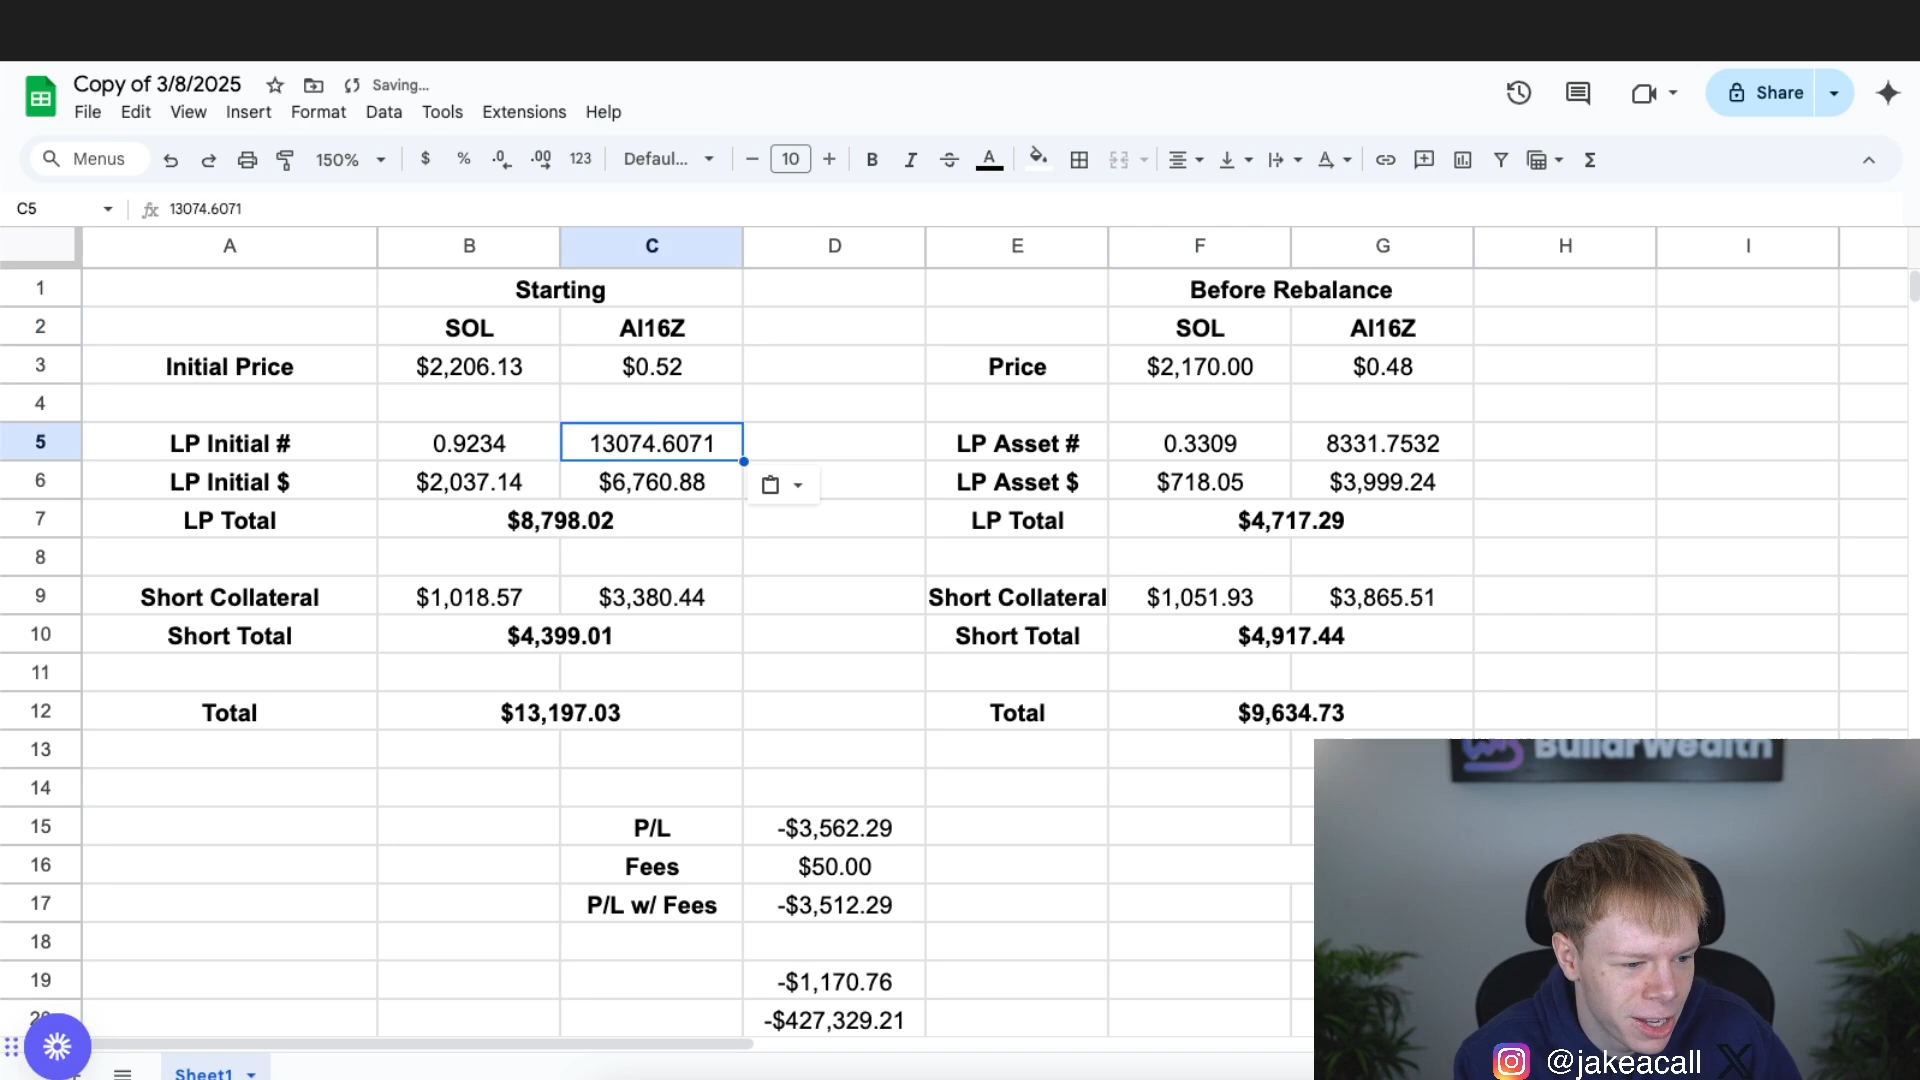 Copy of 3/8/2025 Saving...
File Edit View Insert Format Data Tools Extensions Help
Share
Menus 150% $ % .0 .00 123 Defaul... 10 B I A A Σ
C5 fx 13074.6071
A B C D E F G H I
1 Starting Before Rebalance
2 SOL AI16Z SOL AI16Z
3 Initial Price $2,206.13 $0.52 Price $2,170.00 $0.48
4
5 LP Initial # 0.9234 13074.6071 LP Asset # 0.3309 8331.7532
6 LP Initial $ $2,037.14 $6,760.88 LP Asset $ $718.05 $3,999.24
7 LP Total $8,798.02 LP Total $4,717.29
8
9 Short Collateral $1,018.57 $3,380.44 Short Collateral $1,051.93 $3,865.51
10 Short Total $4,399.01 Short Total $4,917.44
11
12 Total $13,197.03 Total $9,634.73
13
14
15 P/L -$3,562.29
16 Fees $50.00
17 P/L w/ Fees -$3,512.29
18
19 -$1,170.76
20 -$427,329.21
Sheet1
@jakeacall